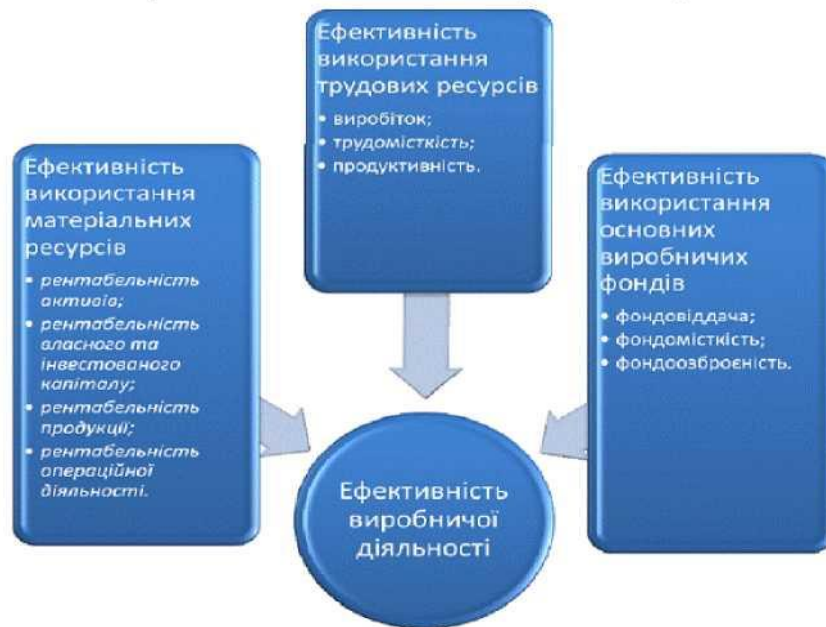 Ефективність
використання
трудових ресурсів
• виробіток;
• трудомісткість;
• продуктивність.
Ефективність
використання
матеріальних
ресурсів
• рентабельність
активів;
• рентабельність
власного та
інвестованого
капіталу;
• рентабельність
продукції;
• рентабельність
операційної
діяльності.
Ефективність
використання
основних
виробничих
фондів
• фондовіддача;
• фондомісткість;
• фондоозброєність.
Ефективність
виробничої
діяльності